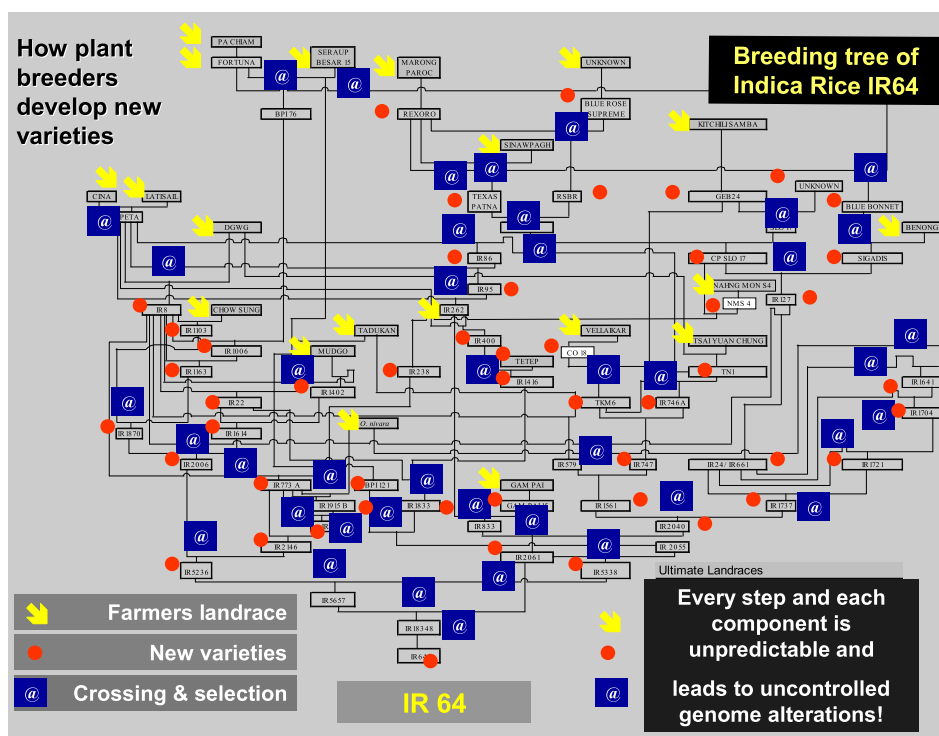 How plant
breeders
develop new
varieties
Breeding tree of
Indica Rice IR64
PA CHIAM
FORTUNA
SERAUP
BESAR 15
MARONG
PAROC
UNKNOWN
BLUE ROSE
SUPREME
BPI 76
REXORO
KITCHILI SAMBA
SINAWPAGH
UNKNOWN
CINA
LATISAIL
PETA
TEXAS
PATNA
RSBR
GEB24
BLUE BONNET
DGWG
BENONG
IR86
CP SLO 17
SIGADIS
IR95
NAHNG MON S4
NMS 4
IR127
IR8
CHOW SUNG
IR262
IR1103
TADUKAN
VELLAIKAR
TSAI YUAN CHUNG
IR400
IR1006
MUDGO
CO 18
TETEP
IR1163
IR238
IR1416
TN1
IR1641
IR1402
IR22
TKM6
IR746A
IR1704
O. nivara
IR1870
IR1614
IR2006
IR579
IR747
IR24/ IR661
IR1721
IR773 A
BPI121
GAM PAI
IR1915 B
IR1833
IR1561
IR1737
IR833
IR2040
IR2146
IR2055
IR2061
IR5236
IR5338
IR5657
IR18348
IR64
Ultimate Landraces
Farmers landrace
New varieties
@ Crossing & selection
IR 64
Every step and each
component is
unpredictable and
@ leads to uncontrolled
genome alterations!